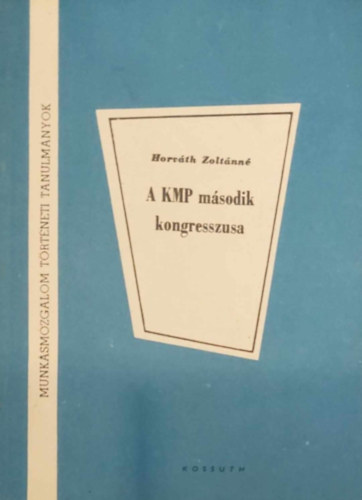 MUNKÁSMOZGALOM TÖRTÉNETI TANULMÁNYOK
Horváth Zoltánné
A KMP második
kongresszusa
KOSSUTH